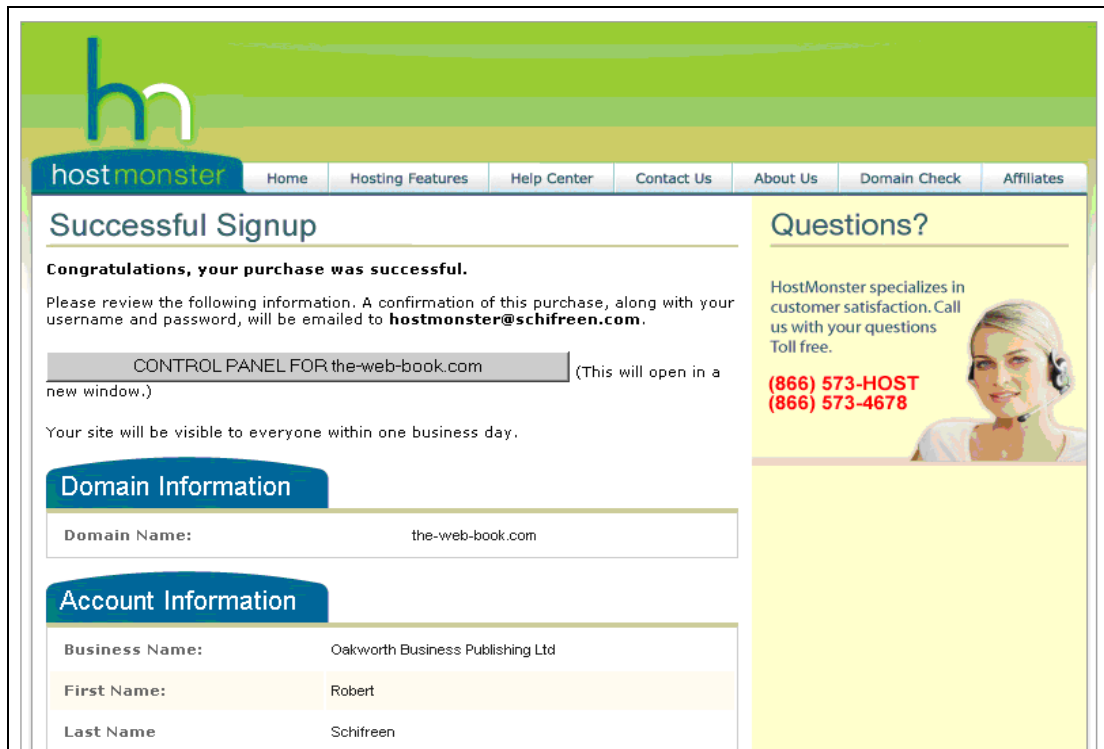 hn
hostmonster
Home Hosting Features Help Center Contact Us About Us Domain Check Affiliates
Successful Signup
Congratulations, your purchase was successful.
Please review the following information. A confirmation of this purchase, along with your
username and password, will be emailed to hostmonster@schifreen.com.
CONTROL PANEL FOR the-web-book.com (This will open in a
new window.)
Your site will be visible to everyone within one business day.
Domain Information
Domain Name: the-web-book.com
Account Information
Business Name: Oakworth Business Publishing Ltd
First Name: Robert
Last Name Schifreen
Questions?
HostMonster specializes in
customer satisfaction. Call
us with your questions
Toll free.
(866) 573-HOST
(866) 573-4678